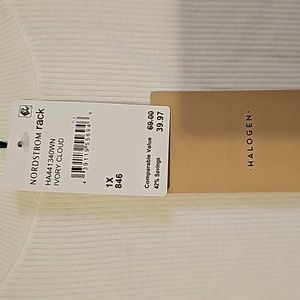 NORDSTROM rack
HA441340WN
IVORY CLOUD
1X
846
69.00
39.97
Comparable Value
42% Savings
HALOGEN